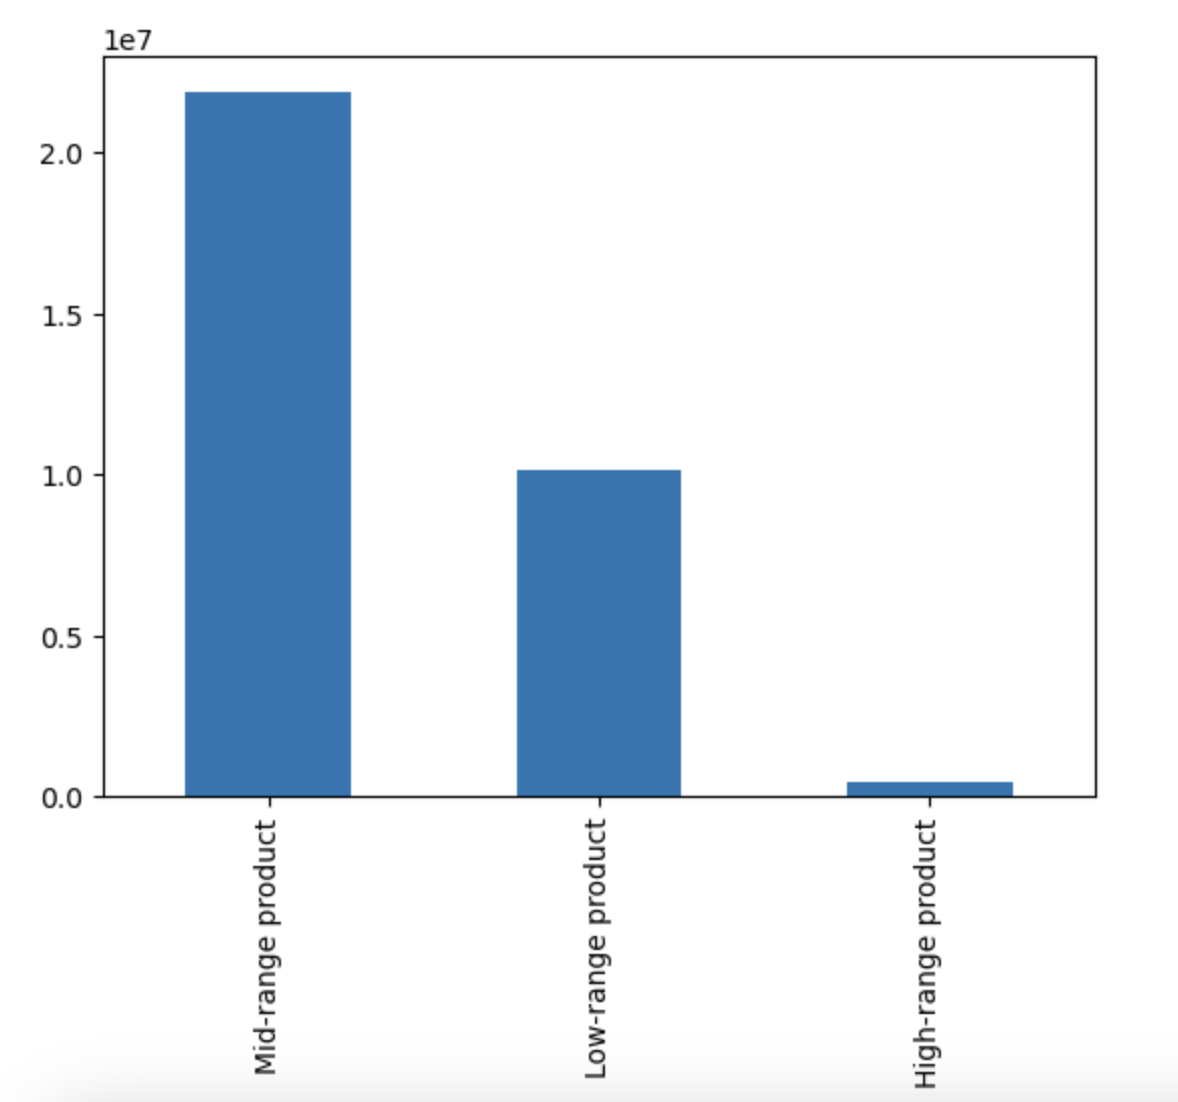 1e7
2.0
1.5
1.0
0.5
0.0
Mid-range product
Low-range product
High-range product